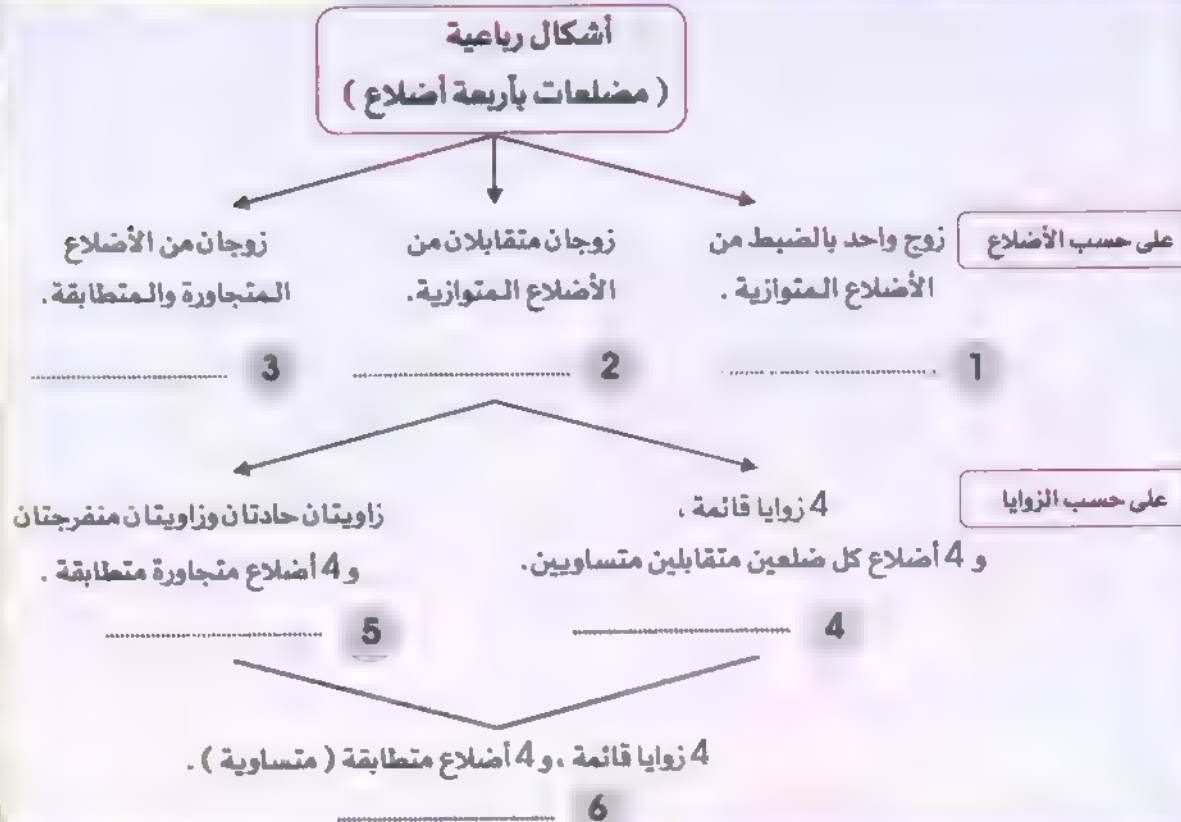 أشكال رباعية
( مضلعات بأربعة أضلاع )
على حسب الأضلاع
زوج واحد بالضبط من
الأضلاع المتوازية .
زوجان متقابلان من
الأضلاع المتوازية .
زوجان من الأضلاع
المتجاورة والمتطابقة .
1 ........................
2 ........................
3 ........................
على حسب الزوايا
4 زوايا قائمة ،
و 4 أضلاع كل ضلعين متقابلين متساويين .
زاويتان حادتان وزاويتان منفرجتان
و 4 أضلاع متجاورة متطابقة .
4 ........................
5 ........................
4 زوايا قائمة ، و 4 أضلاع متطابقة ( متساوية ) .
6 ........................